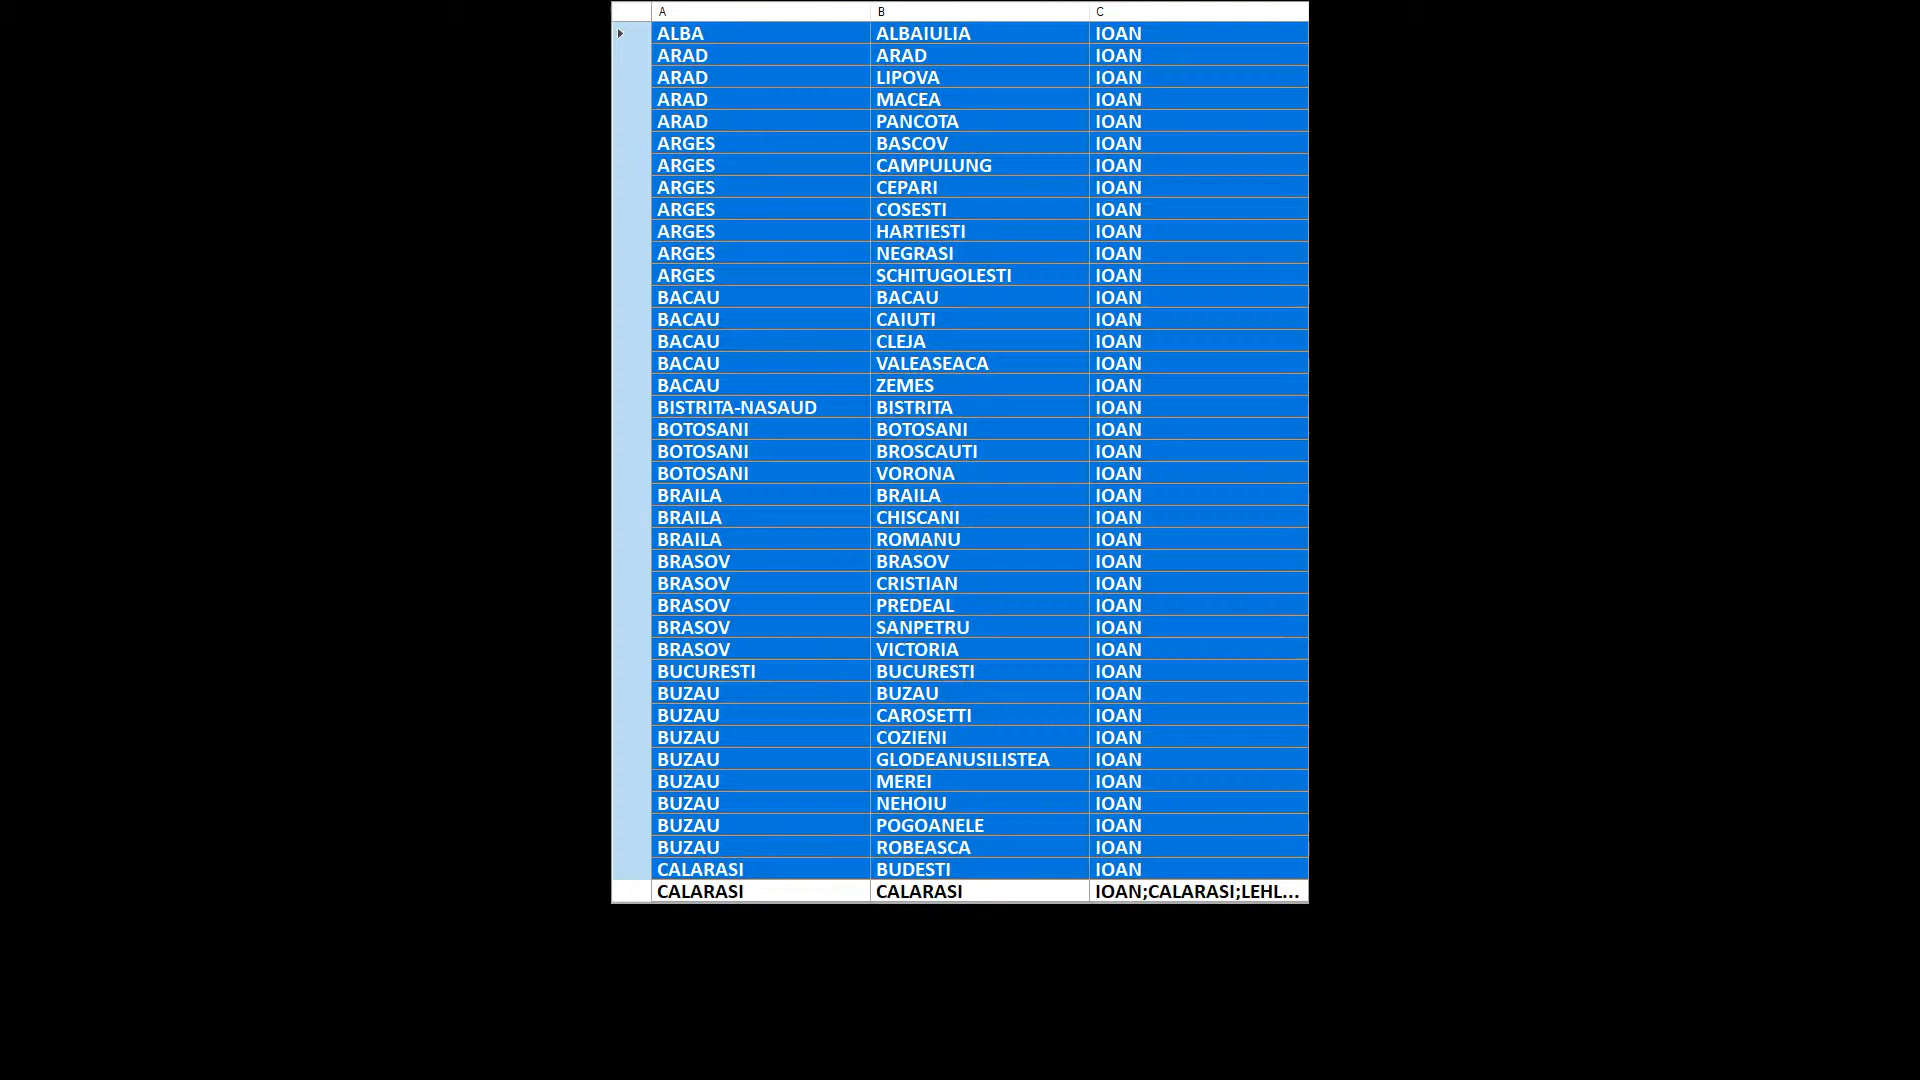 A B C
ALBA ALBAIULIA IOAN
ARAD ARAD IOAN
ARAD LIPOVA IOAN
ARAD MACEA IOAN
ARAD PANCOTA IOAN
ARGES BASCOV IOAN
ARGES CAMPULUNG IOAN
ARGES CEPARI IOAN
ARGES COSESTI IOAN
ARGES HARTIESTI IOAN
ARGES NEGRASI IOAN
ARGES SCHITUGOLESTI IOAN
BACAU BACAU IOAN
BACAU CAIUTI IOAN
BACAU CLEJA IOAN
BACAU VALEASEACA IOAN
BACAU ZEMES IOAN
BISTRITA-NASAUD BISTRITA IOAN
BOTOSANI BOTOSANI IOAN
BOTOSANI BROSCAUTI IOAN
BOTOSANI VORONA IOAN
BRAILA BRAILA IOAN
BRAILA CHISCANI IOAN
BRAILA ROMANU IOAN
BRASOV BRASOV IOAN
BRASOV CRISTIAN IOAN
BRASOV PREDEAL IOAN
BRASOV SANPETRU IOAN
BRASOV VICTORIA IOAN
BUCURESTI BUCURESTI IOAN
BUZAU BUZAU IOAN
BUZAU CAROSETTI IOAN
BUZAU COZIENI IOAN
BUZAU GLODEANUSILISTEA IOAN
BUZAU MEREI IOAN
BUZAU NEHOIU IOAN
BUZAU POGOANELE IOAN
BUZAU ROBEASCA IOAN
CALARASI BUDESTI IOAN
CALARASI CALARASI IOAN;CALARASI;LEHL...